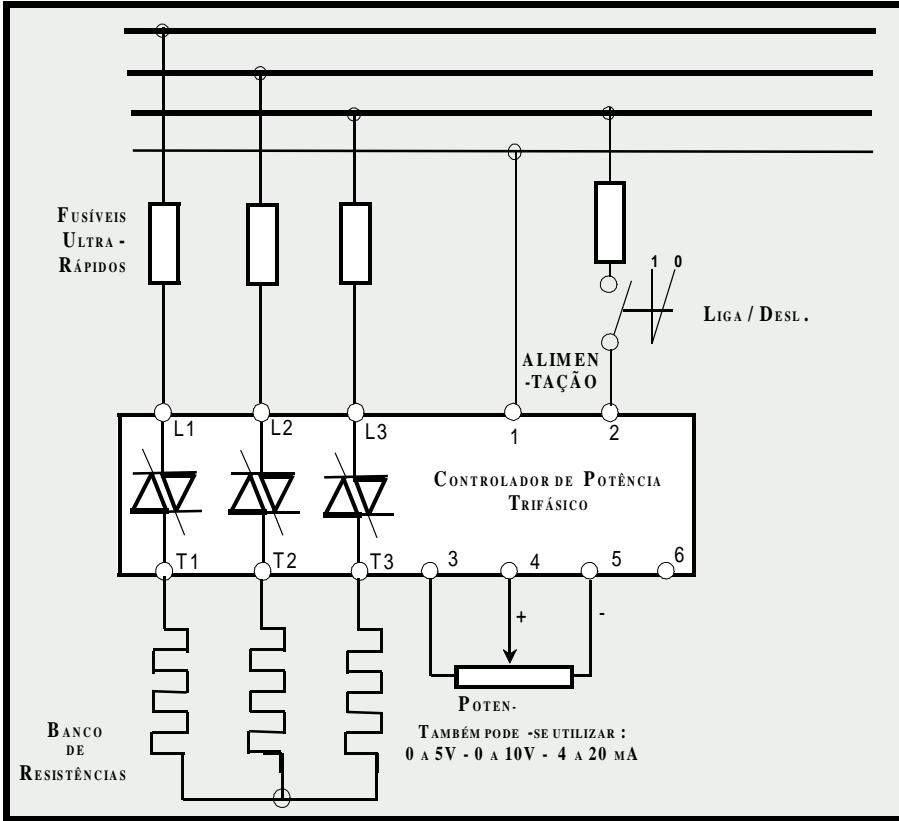 FUSÍVEIS
ULTRA -
RÁPIDOS
1 0
LIGA / DESL .
ALIMEN
-TAÇÃO
L1 L2 L3 1 2
CONTROLADOR DE POTÊNCIA
TRIFÁSICO
T1 T2 T3 3 4 5 6
+ -
POTEN-
TAMBÉM PODE -SE UTILIZAR :
0 A 5V - 0 A 10V - 4 A 20 MA
BANCO
DE
RESISTÊNCIAS